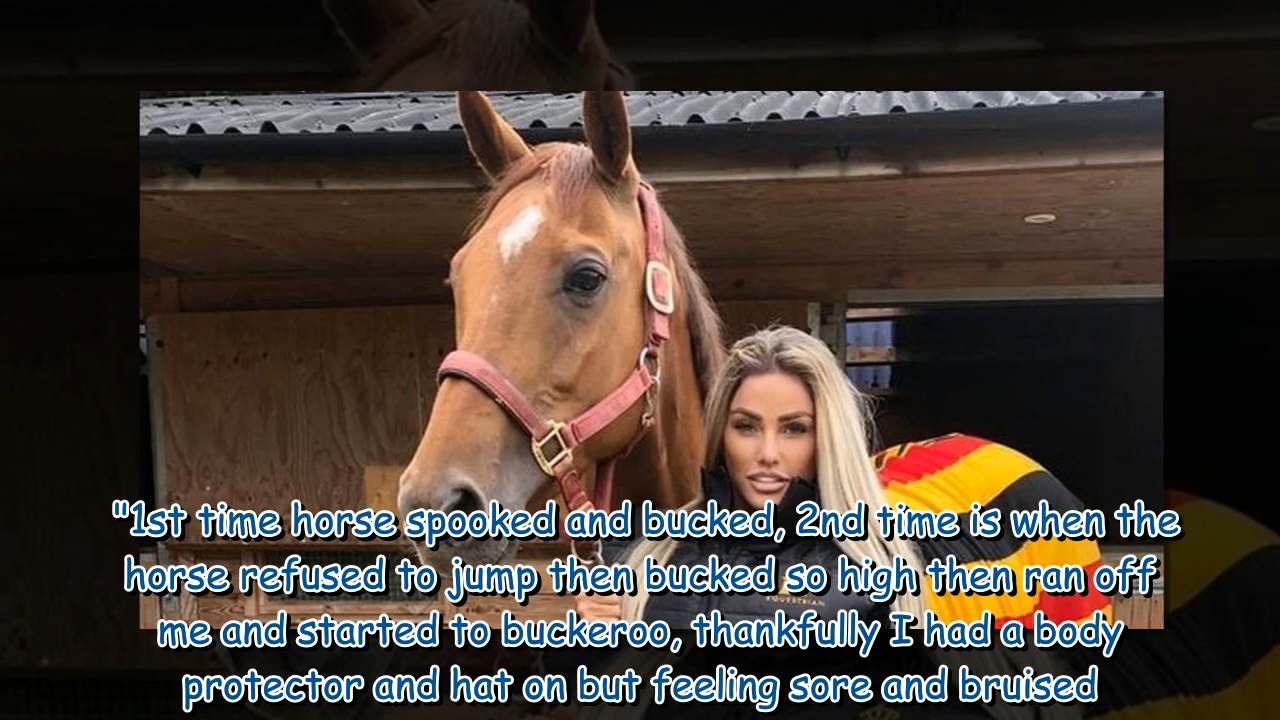 "1st time horse spooked and bucked, 2nd time is when the
horse refused to jump then bucked so high then ran off
me and started to buckeroo, thankfully I had a body
protector and hat on but feeling sore and bruised
EQUESTRIAN